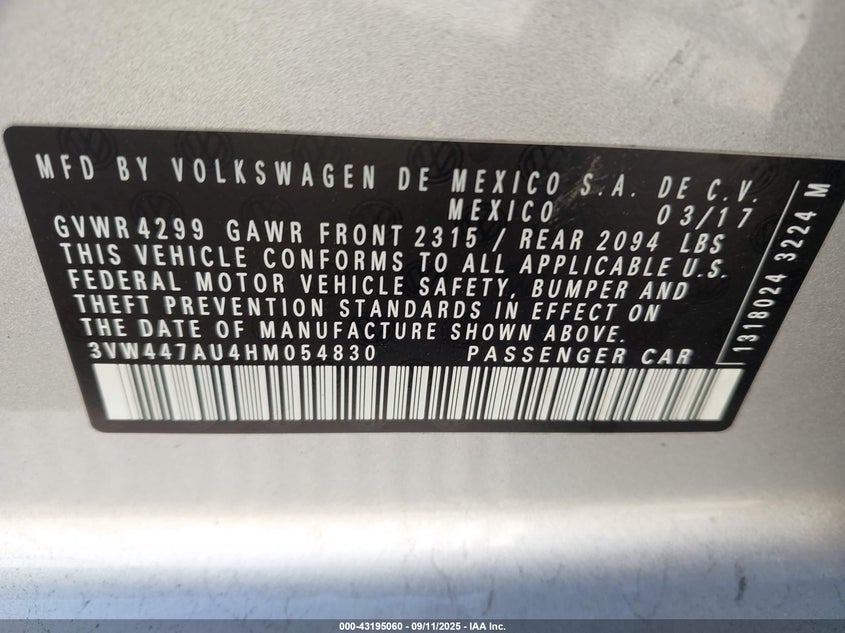 MFD BY VOLKSWAGEN DE MEXICO S.A. DE C.V.
MEXICO 03/17
GVWR 4299 GAWR FRONT 2315 / REAR 2094 LBS
THIS VEHICLE CONFORMS TO ALL APPLICABLE U.S.
FEDERAL MOTOR VEHICLE SAFETY, BUMPER AND
THEFT PREVENTION STANDARDS IN EFFECT ON
THE DATE OF MANUFACTURE SHOWN ABOVE.
3VW447AU4HM054830 PASSENGER CAR
1318024 3224 M
000-43195060 - 09/11/2025 - IAA Inc.